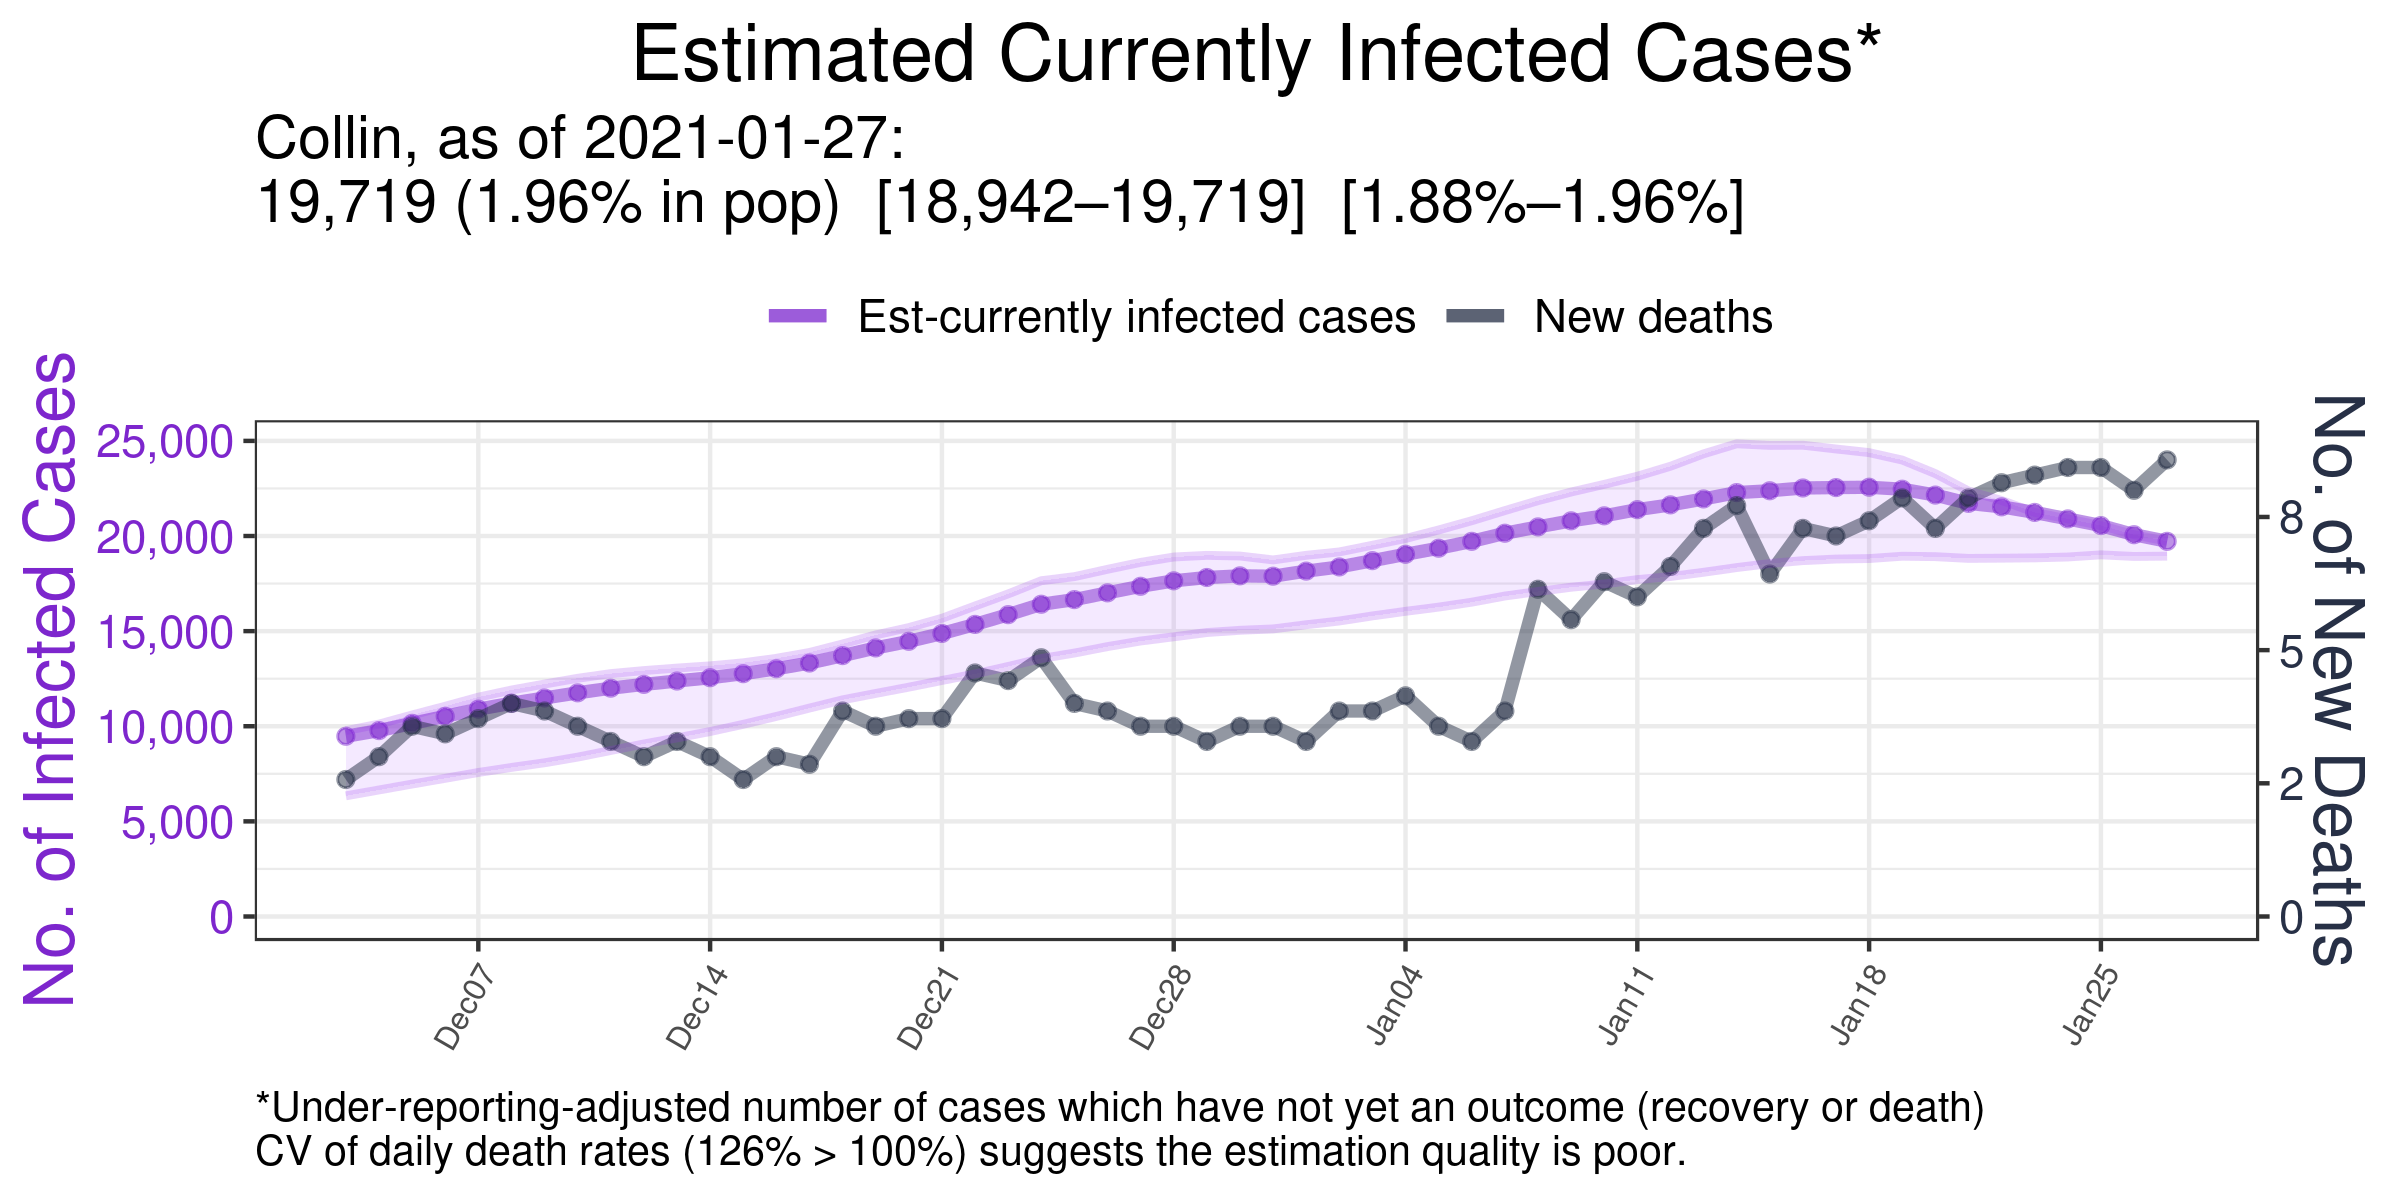 Estimated Currently Infected Cases*
Collin, as of 2021-01-27:
19,719 (1.96% in pop)  [18,942–19,719]  [1.88%–1.96%]
Est-currently infected cases
New deaths
No. of Infected Cases
25,000
20,000
15,000
10,000
5,000
0
No. of New Deaths
8
5
2
0
Dec07
Dec14
Dec21
Dec28
Jan04
Jan11
Jan18
Jan25
*Under-reporting-adjusted number of cases which have not yet an outcome (recovery or death)
CV of daily death rates (126% > 100%) suggests the estimation quality is poor.